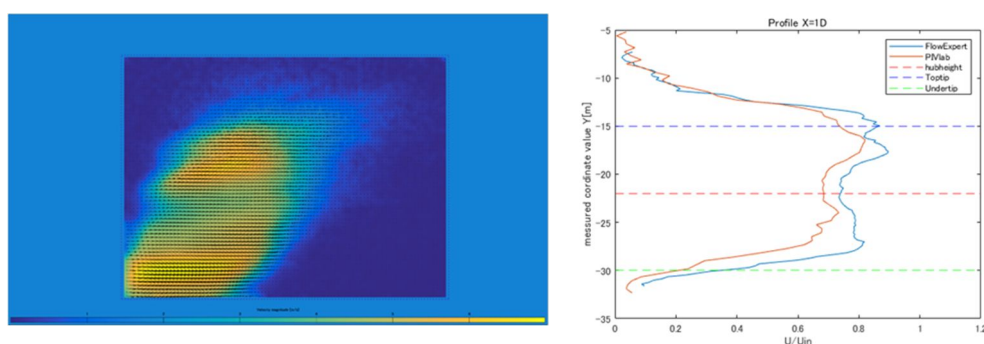 Profile X=1D
FlowExpert
PIVlab
hubheight
Toptip
Undertip
messured cordinate value Y[m]
-5
-10
-15
-20
-25
-30
-35
0
0.2
0.4
0.6
0.8
1
1.2
U/Uin